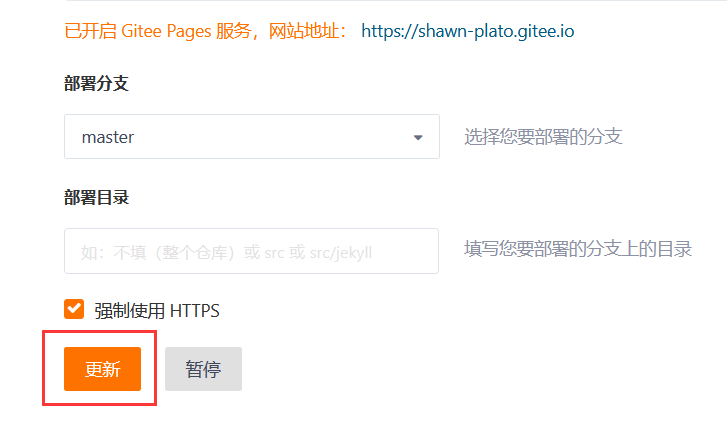 已开启 Gitee Pages 服务，网站地址： https://shawn-plato.gitee.io
部署分支
master 选择您要部署的分支
部署目录
如：不填（整个仓库）或 src 或 src/jekyll 填写您要部署的分支上的目录
强制使用 HTTPS
更新 暂停